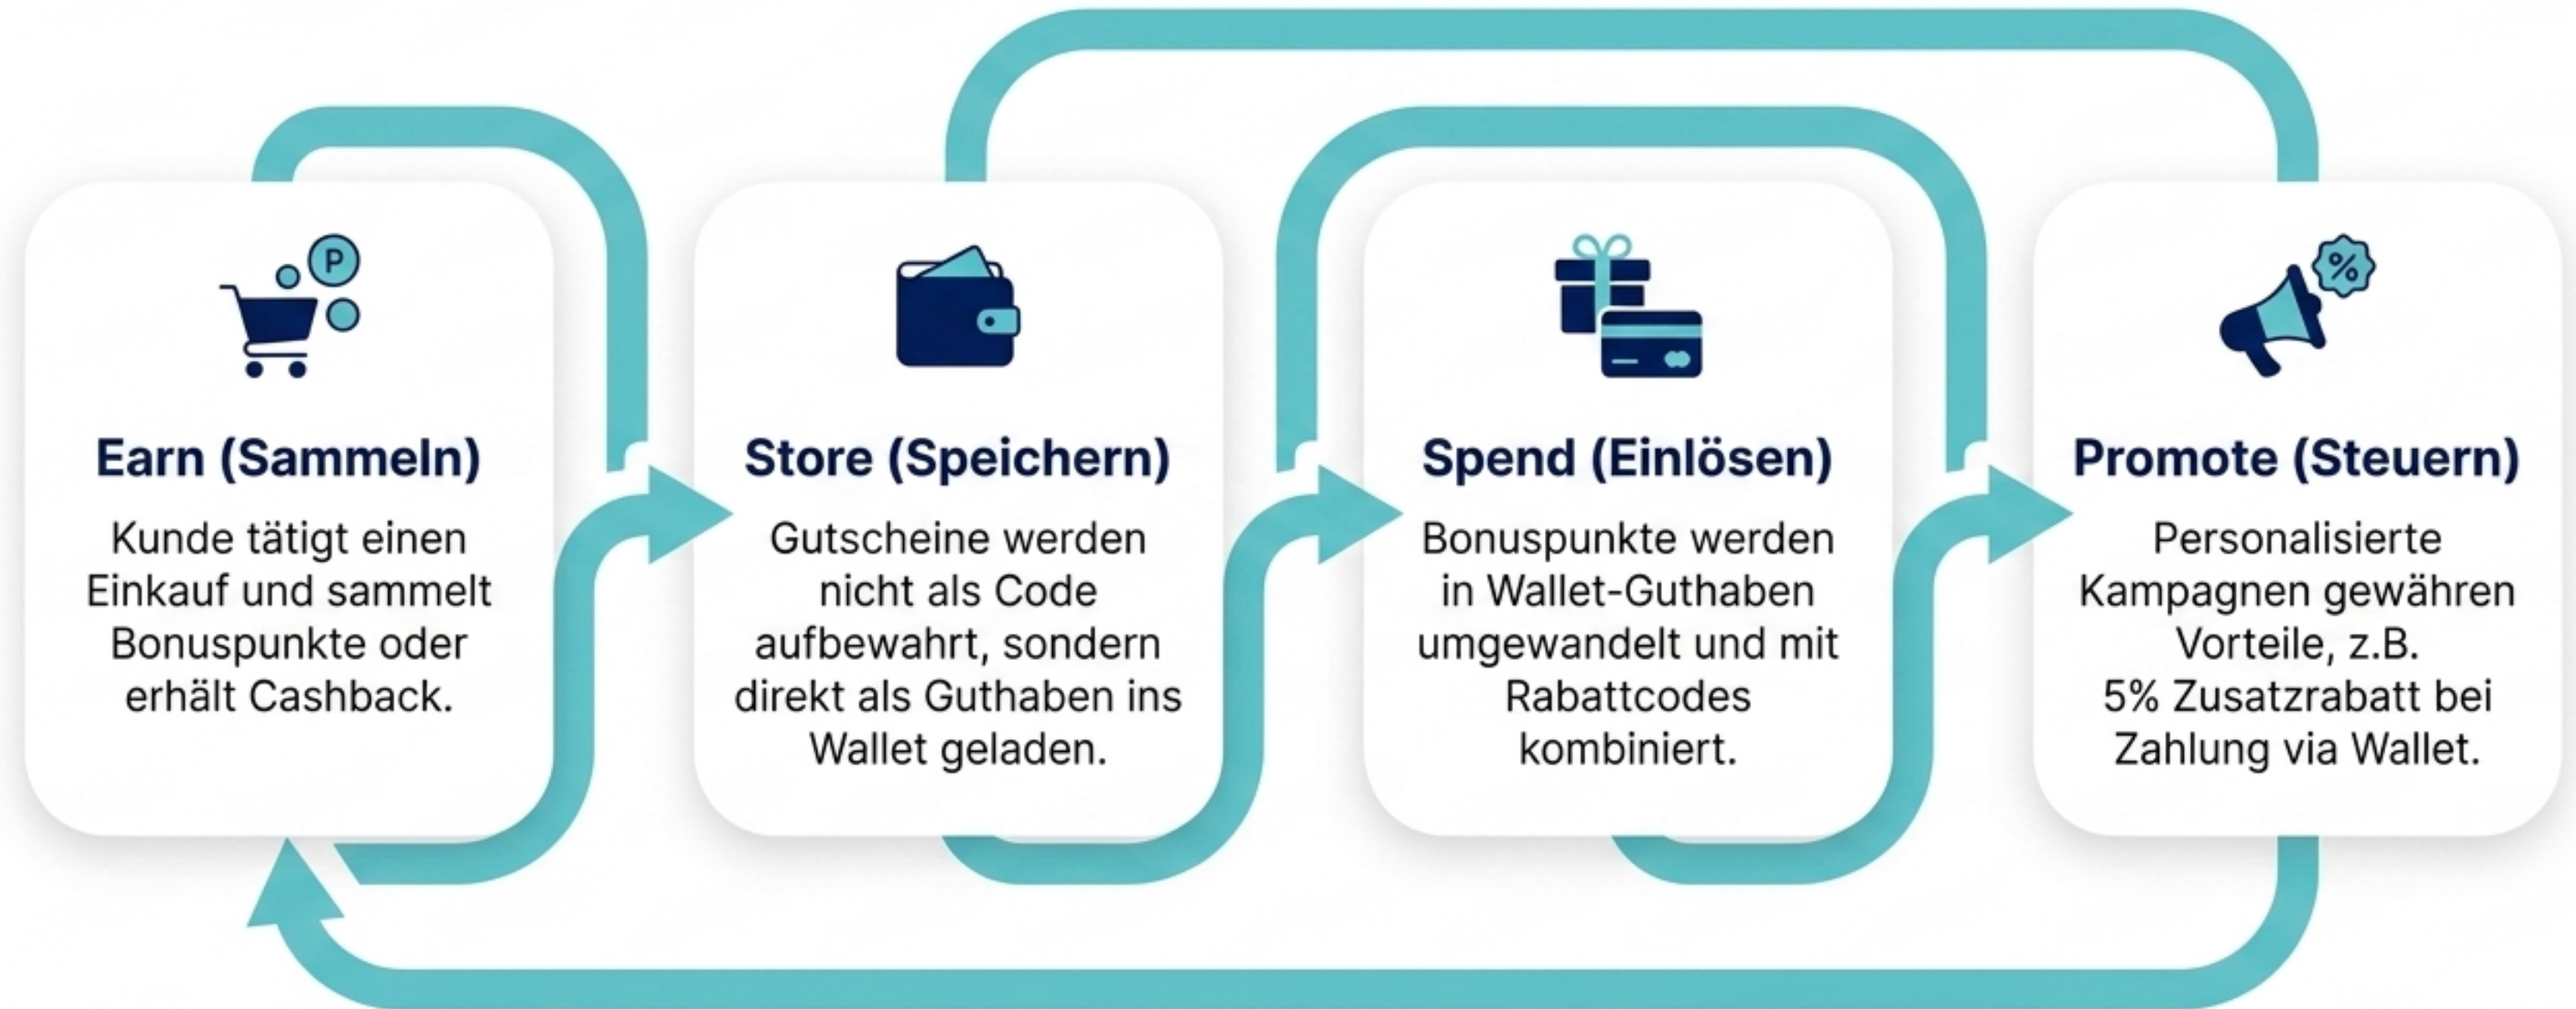 P
%
Earn (Sammeln)
Kunde tätigt einen
Einkauf und sammelt
Bonuspunkte oder
erhält Cashback.
Store (Speichern)
Gutscheine werden
nicht als Code
aufbewahrt, sondern
direkt als Guthaben ins
Wallet geladen.
Spend (Einlösen)
Bonuspunkte werden
in Wallet-Guthaben
umgewandelt und mit
Rabattcodes
kombiniert.
Promote (Steuern)
Personalisierte
Kampagnen gewähren
Vorteile, z.B.
5% Zusatzrabatt bei
Zahlung via Wallet.